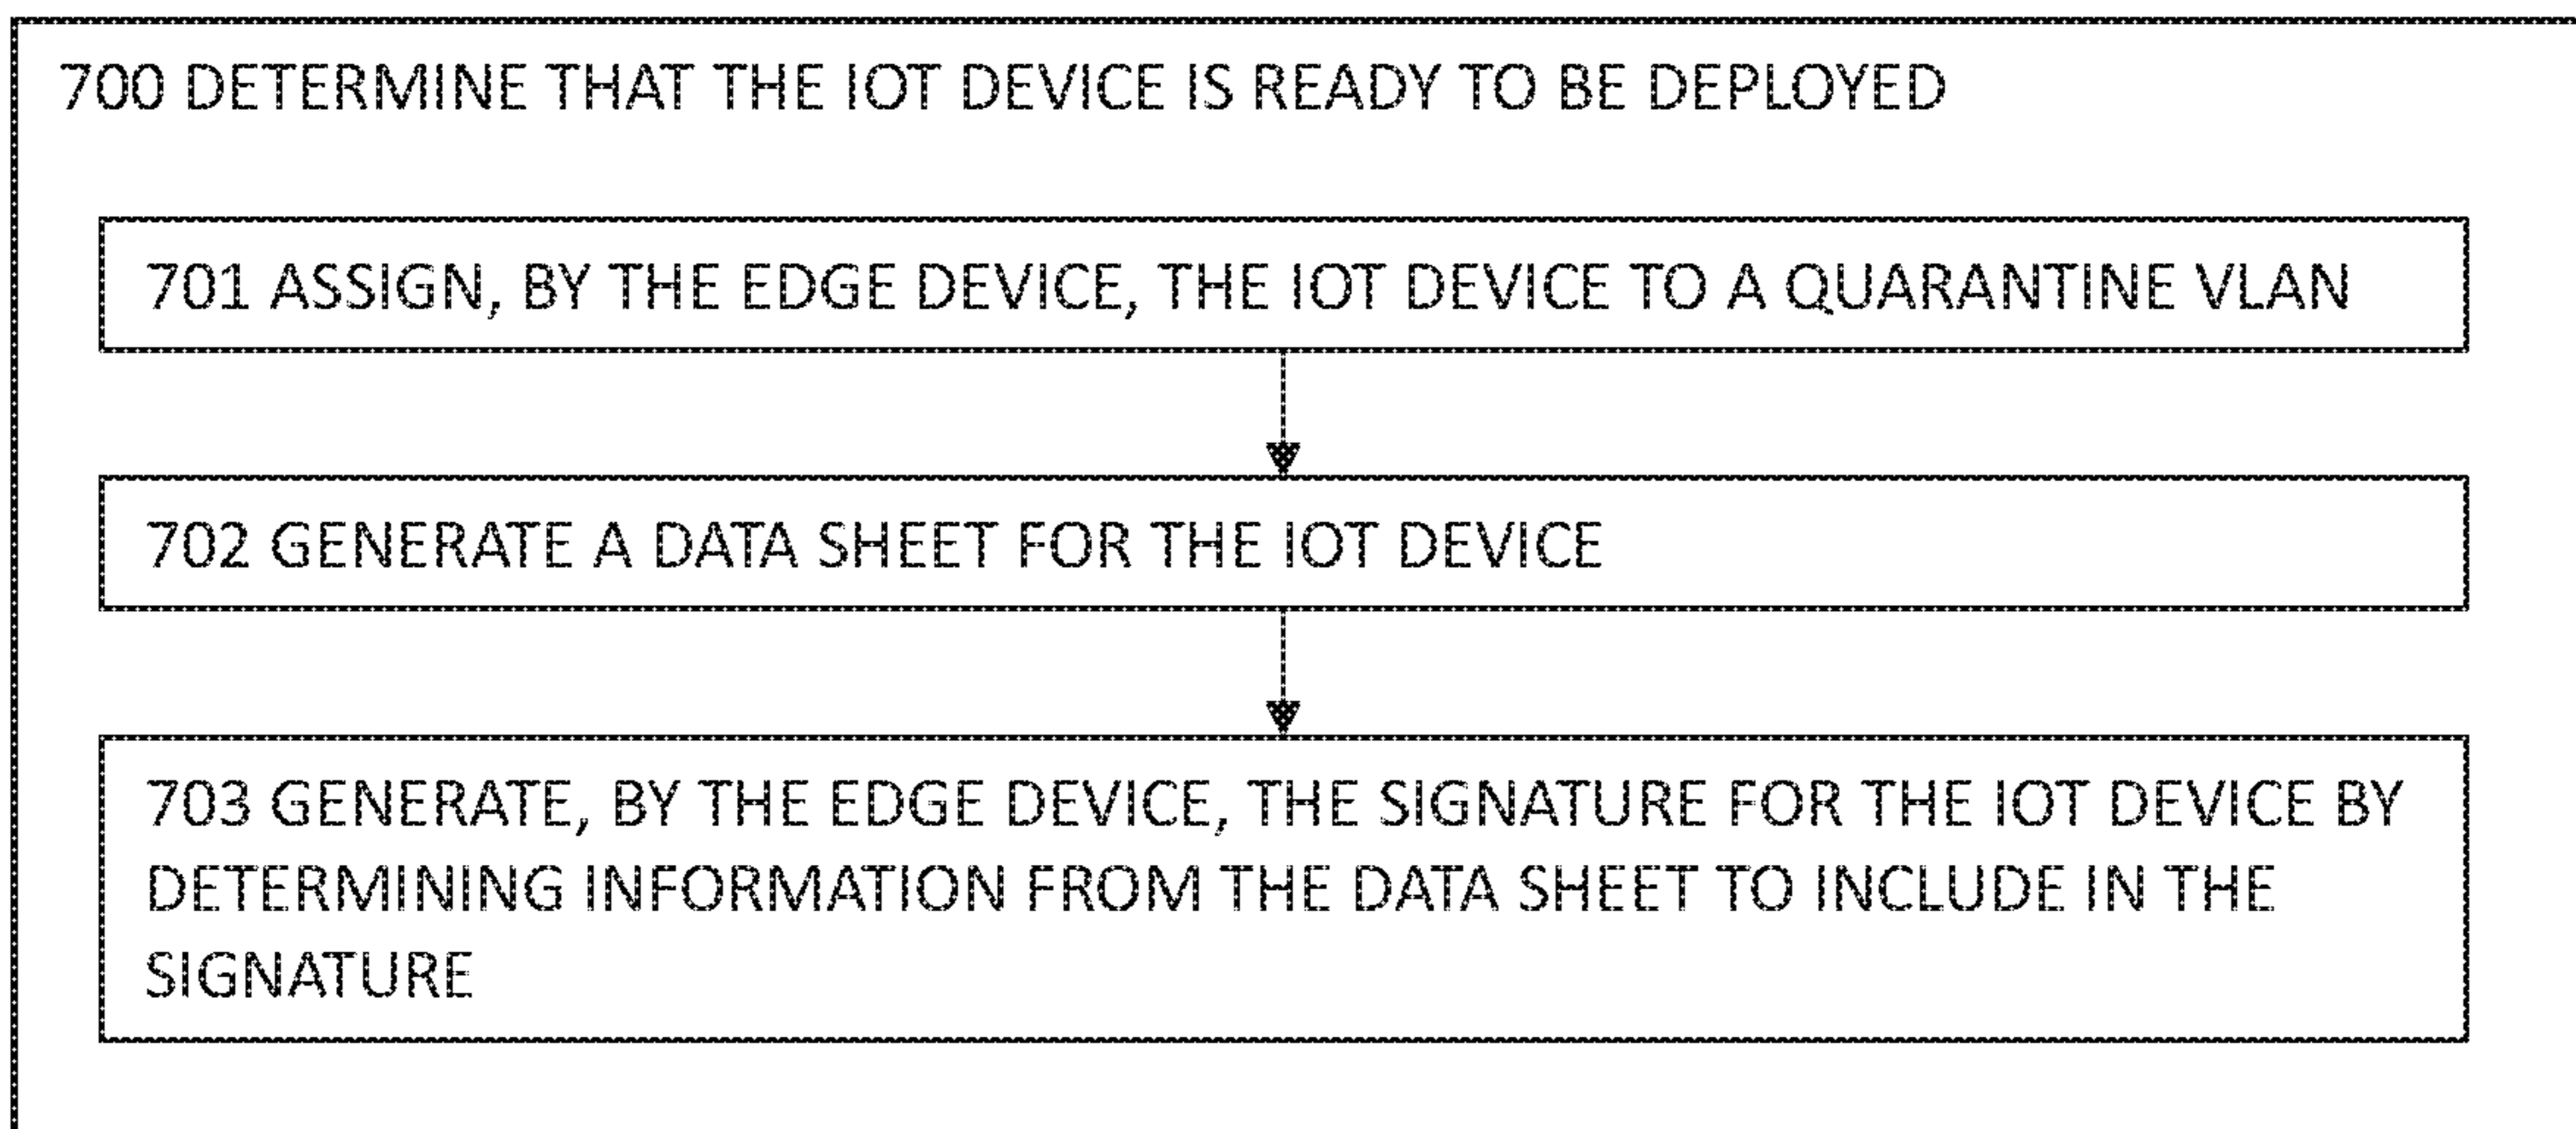 700 DETERMINE THAT THE IOT DEVICE IS READY TO BE DEPLOYED
701 ASSIGN, BY THE EDGE DEVICE, THE IOT DEVICE TO A QUARANTINE VLAN
702 GENERATE A DATA SHEET FOR THE IOT DEVICE
703 GENERATE, BY THE EDGE DEVICE, THE SIGNATURE FOR THE IOT DEVICE BY
DETERMINING INFORMATION FROM THE DATA SHEET TO INCLUDE IN THE
SIGNATURE